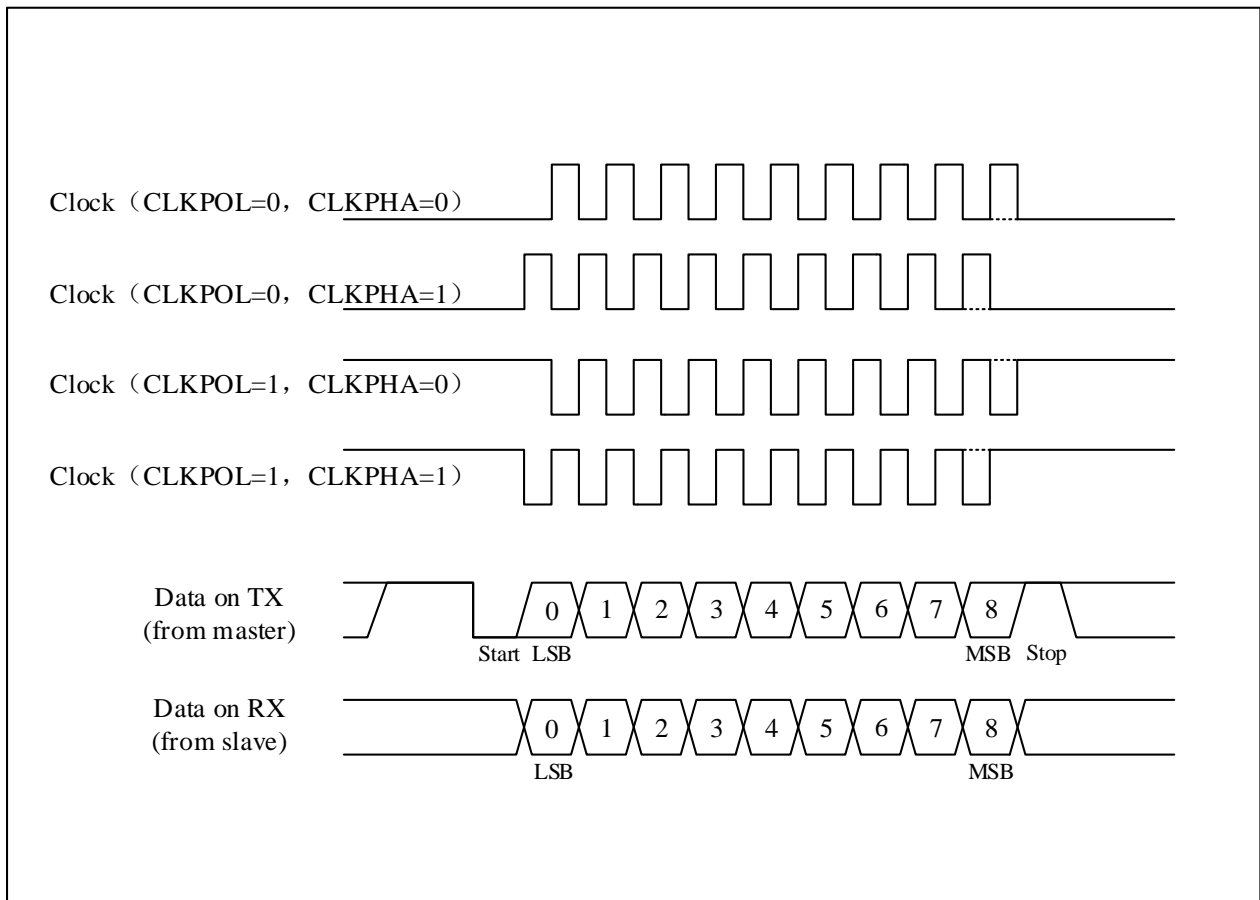 Clock（CLKPOL=0，CLKPHA=0）
Clock（CLKPOL=0，CLKPHA=1）
Clock（CLKPOL=1，CLKPHA=0）
Clock（CLKPOL=1，CLKPHA=1）
Data on TX
(from master)
0 1 2 3 4 5 6 7 8
Start LSB MSB Stop
Data on RX
(from slave)
0 1 2 3 4 5 6 7 8
LSB MSB